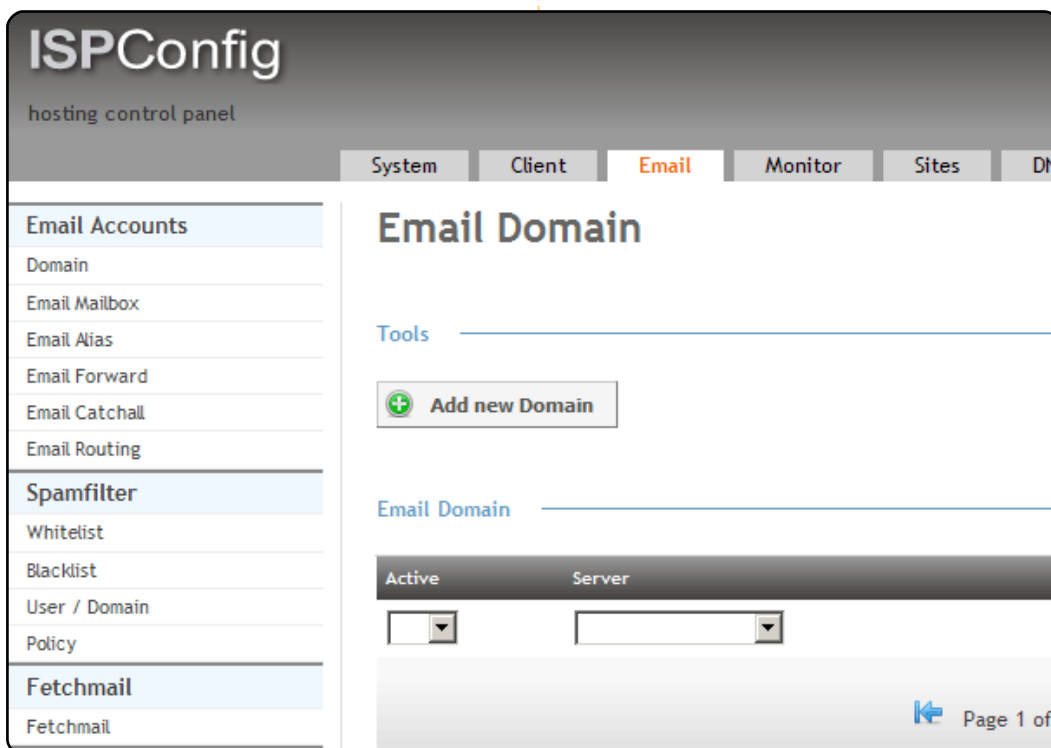 ISPConfig
hosting control panel
System Client Email Monitor Sites
Email Accounts
Domain
Email Mailbox
Email Alias
Email Forward
Email Catchall
Email Routing
Spamfilter
Whitelist
Blacklist
User / Domain
Policy
Fetchmail
Fetchmail
Email Domain
Tools
Add new Domain
Email Domain
Active Server
Page 1 of